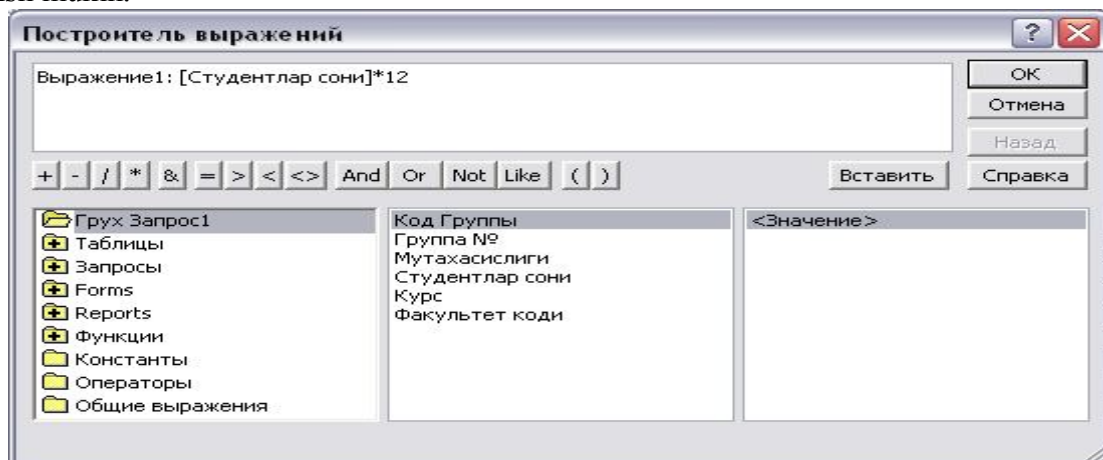 Построитель выражений
Выражение1: [Студентлар сони]*12
ОК
Отмена
Назад
+ - / * & = > < <> And Or Not Like ( ) Вставить Справка
Грух Запрос1
Таблицы
Запросы
Forms
Reports
Функции
Константы
Операторы
Общие выражения
Код Группы
Группа №
Мутахасислиги
Студентлар сони
Курс
Факультет коди
<Значение>